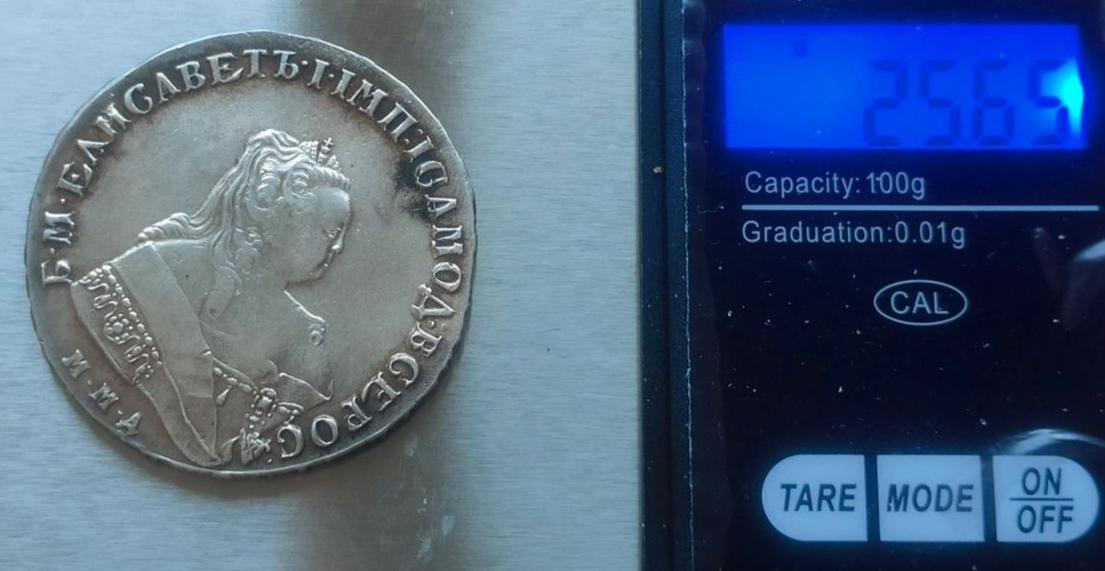 Б·М·ЕЛИСАВЕТЪ·I·IМП:IСАМОД·ВСЕРОС
М·М·Д
25.65
Capacity:100g
Graduation:0.01g
CAL
TARE
MODE
ON
OFF